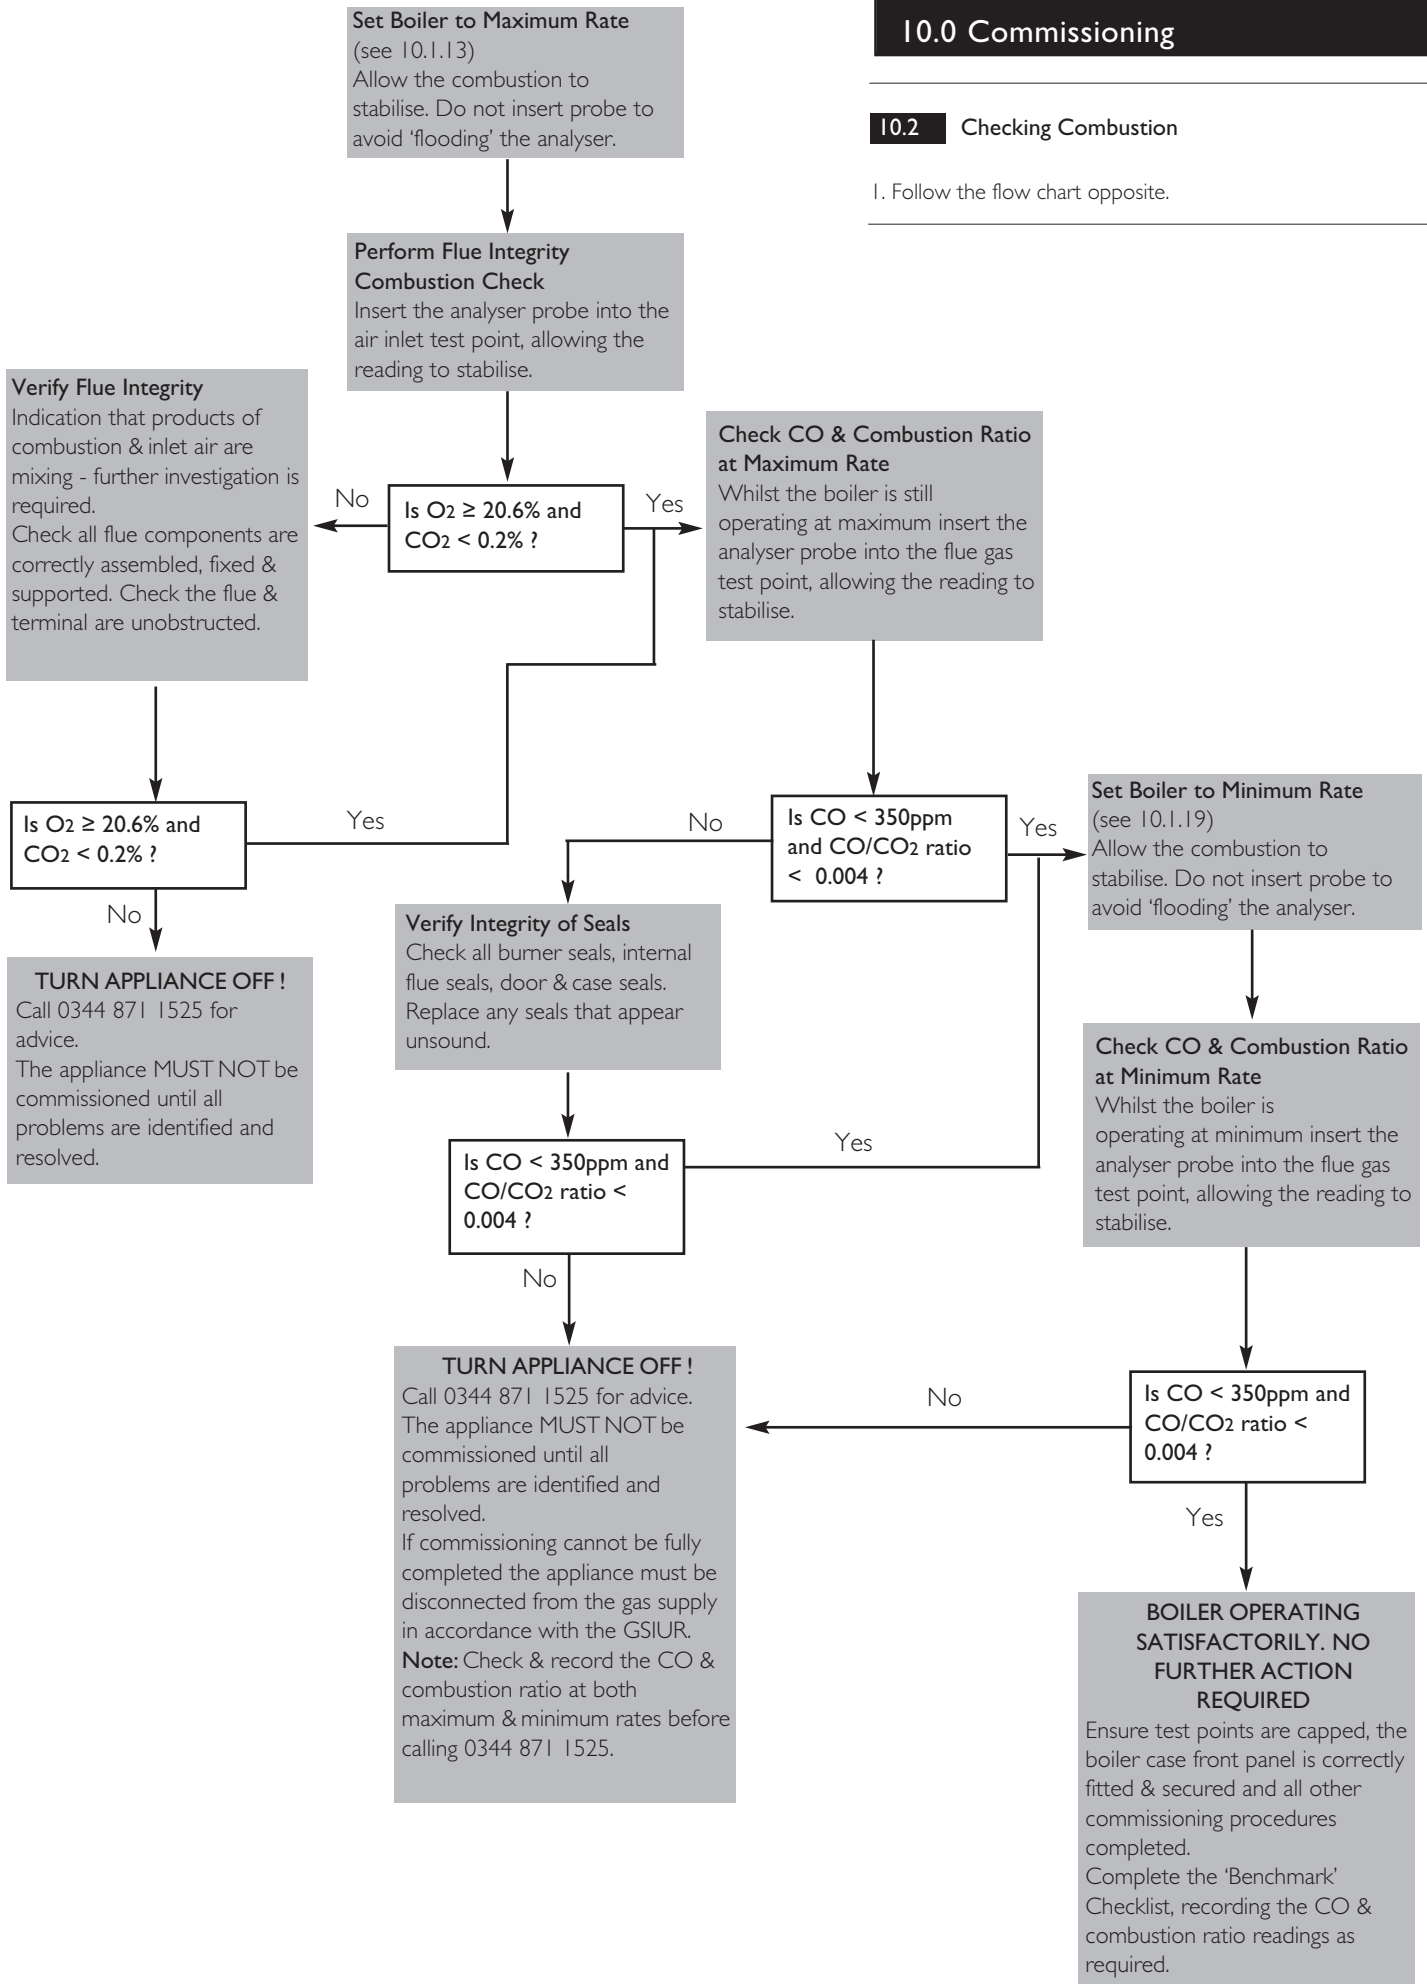 10.0 Commissioning
10.2 Checking Combustion
1. Follow the flow chart opposite.
Set Boiler to Maximum Rate
(see 10.1.13)
Allow the combustion to
stabilise. Do not insert probe to
avoid ‘flooding’ the analyser.
Perform Flue Integrity
Combustion Check
Insert the analyser probe into the
air inlet test point, allowing the
reading to stabilise.
Is O2 ≥ 20.6% and
CO2 < 0.2% ?
No
Yes
Verify Flue Integrity
Indication that products of
combustion & inlet air are
mixing - further investigation is
required.
Check all flue components are
correctly assembled, fixed &
supported. Check the flue &
terminal are unobstructed.
Is O2 ≥ 20.6% and
CO2 < 0.2% ?
Yes
No
TURN APPLIANCE OFF !
Call 0344 871 1525 for
advice.
The appliance MUST NOT be
commissioned until all
problems are identified and
resolved.
Check CO & Combustion Ratio
at Maximum Rate
Whilst the boiler is still
operating at maximum insert the
analyser probe into the flue gas
test point, allowing the reading to
stabilise.
Is CO < 350ppm
and CO/CO2 ratio
< 0.004 ?
No
Yes
Verify Integrity of Seals
Check all burner seals, internal
flue seals, door & case seals.
Replace any seals that appear
unsound.
Is CO < 350ppm and
CO/CO2 ratio <
0.004 ?
Yes
No
TURN APPLIANCE OFF !
Call 0344 871 1525 for advice.
The appliance MUST NOT be
commissioned until all
problems are identified and
resolved.
If commissioning cannot be fully
completed the appliance must be
disconnected from the gas supply
in accordance with the GSIUR.
Note: Check & record the CO &
combustion ratio at both
maximum & minimum rates before
calling 0344 871 1525.
Set Boiler to Minimum Rate
(see 10.1.19)
Allow the combustion to
stabilise. Do not insert probe to
avoid ‘flooding’ the analyser.
Check CO & Combustion Ratio
at Minimum Rate
Whilst the boiler is
operating at minimum insert the
analyser probe into the flue gas
test point, allowing the reading to
stabilise.
Is CO < 350ppm and
CO/CO2 ratio <
0.004 ?
No
Yes
BOILER OPERATING
SATISFACTORILY. NO
FURTHER ACTION
REQUIRED
Ensure test points are capped, the
boiler case front panel is correctly
fitted & secured and all other
commissioning procedures
completed.
Complete the ‘Benchmark’
Checklist, recording the CO &
combustion ratio readings as
required.